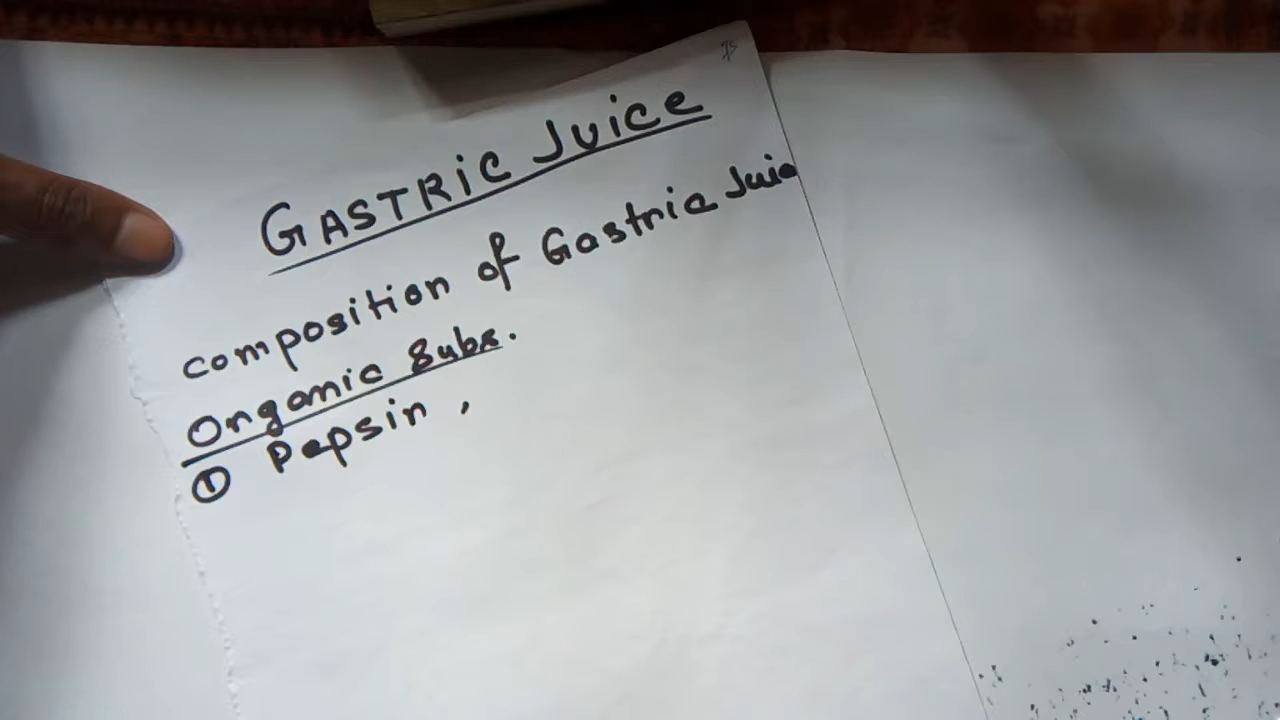 GASTRIC JUICE
composition of Gastric Juic
Organic Subs.
① Pepsin,